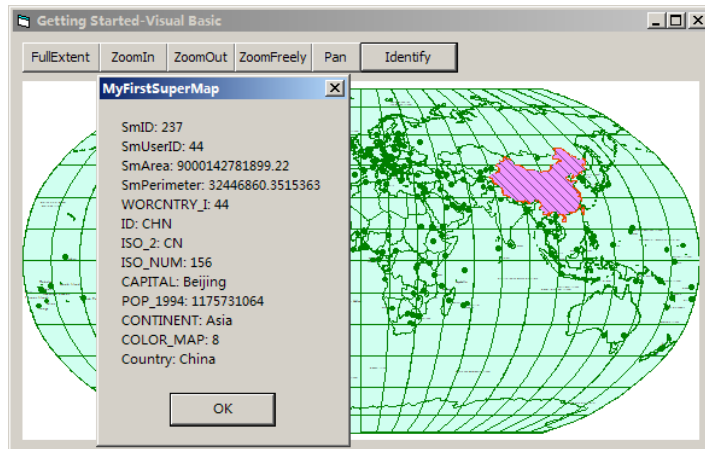 Getting Started-Visual Basic
FullExtent ZoomIn ZoomOut ZoomFreely Pan Identify
MyFirstSuperMap
SmID: 237
SmUserID: 44
SmArea: 9000142781899.22
SmPerimeter: 32446860.3515363
WORCNTRY_I: 44
ID: CHN
ISO_2: CN
ISO_NUM: 156
CAPITAL: Beijing
POP_1994: 1175731064
CONTINENT: Asia
COLOR_MAP: 8
Country: China
OK